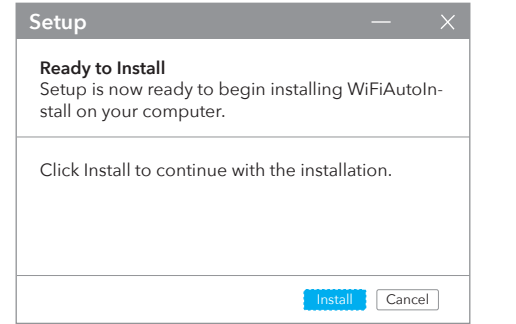 Setup
Ready to Install
Setup is now ready to begin installing WiFiAutoIn-
stall on your computer.
Click Install to continue with the installation.
Install Cancel